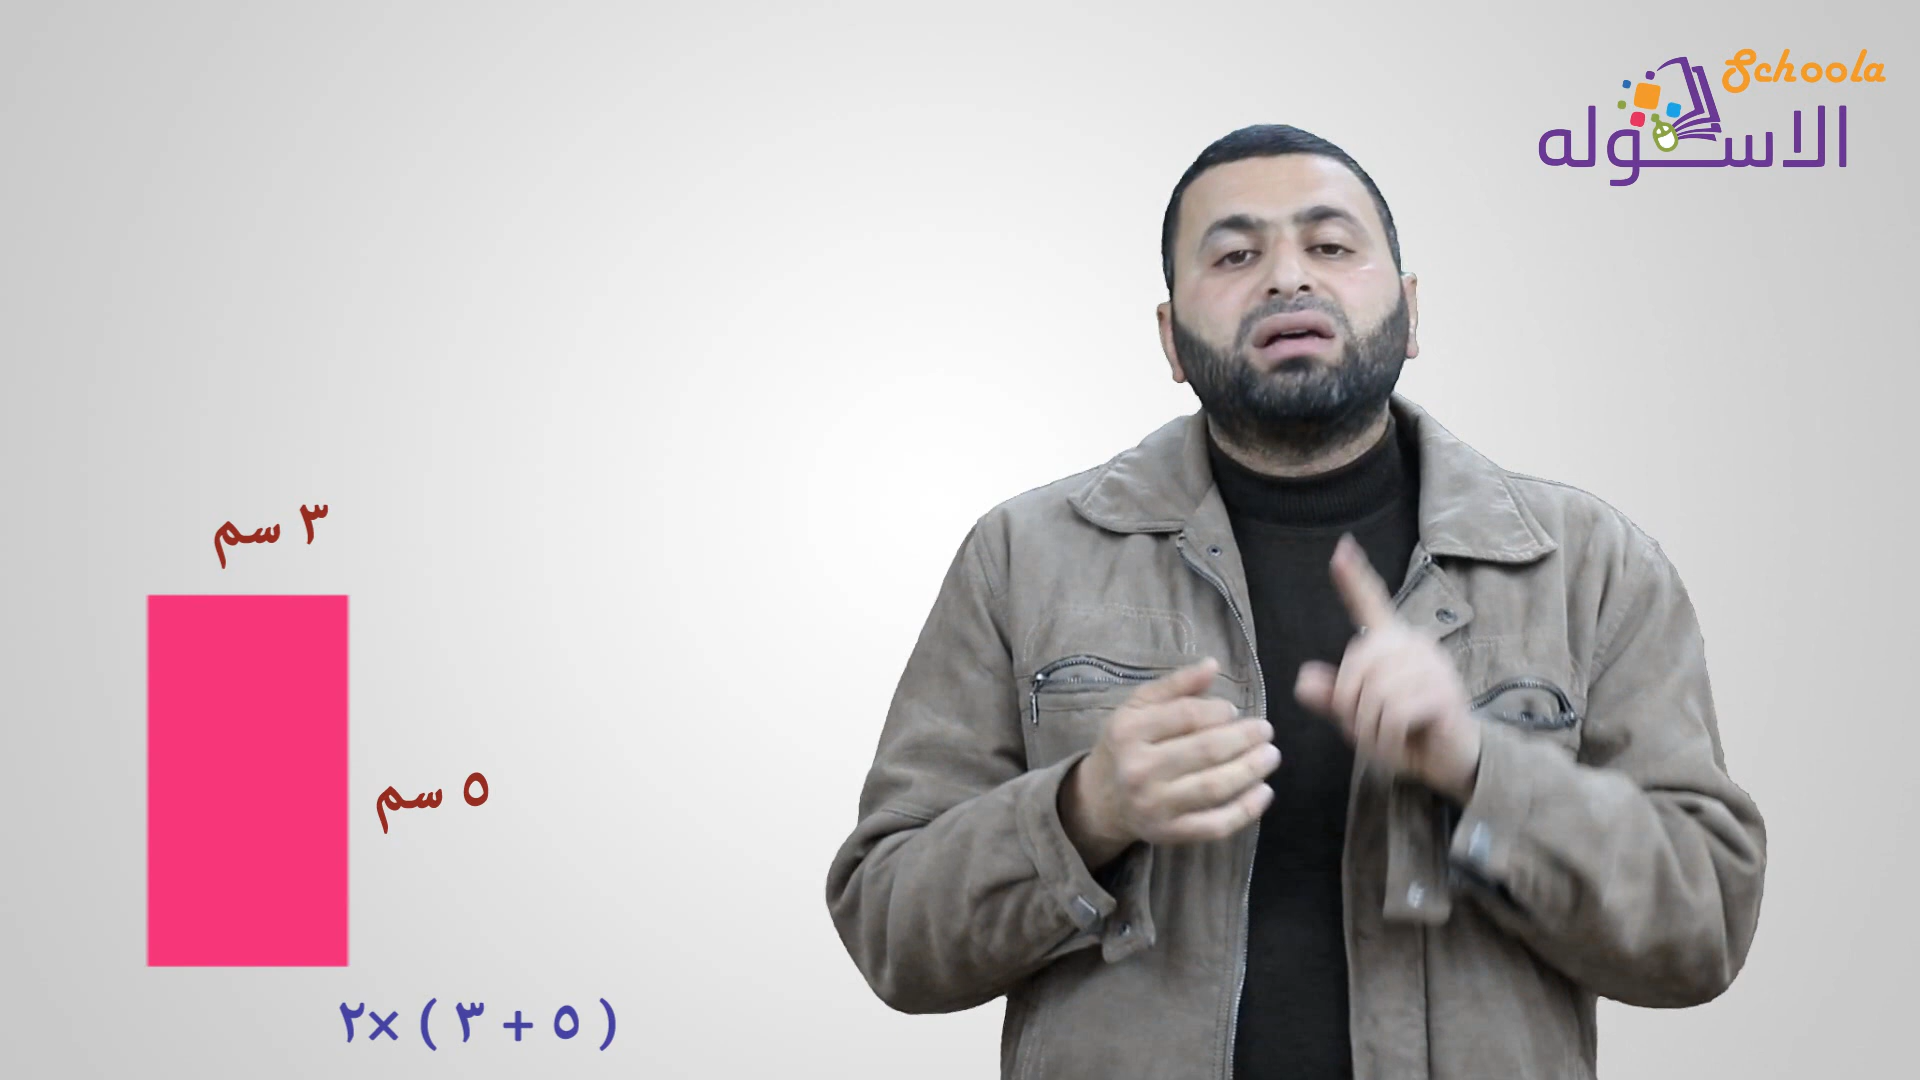 Schoola
الاسكوله
٣ سم
٥ سم
( ٥ + ٣ ) ×٢